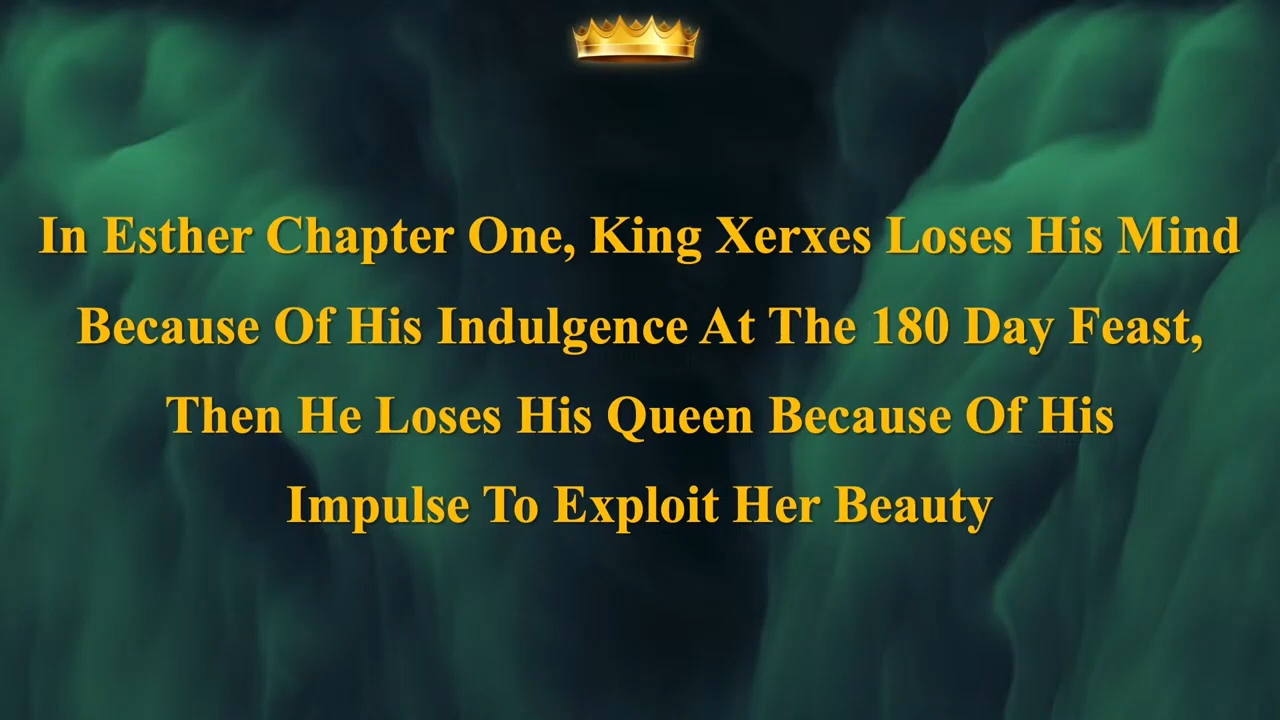 In Esther Chapter One, King Xerxes Loses His Mind
Because Of His Indulgence At The 180 Day Feast,
Then He Loses His Queen Because Of His
Impulse To Exploit Her Beauty